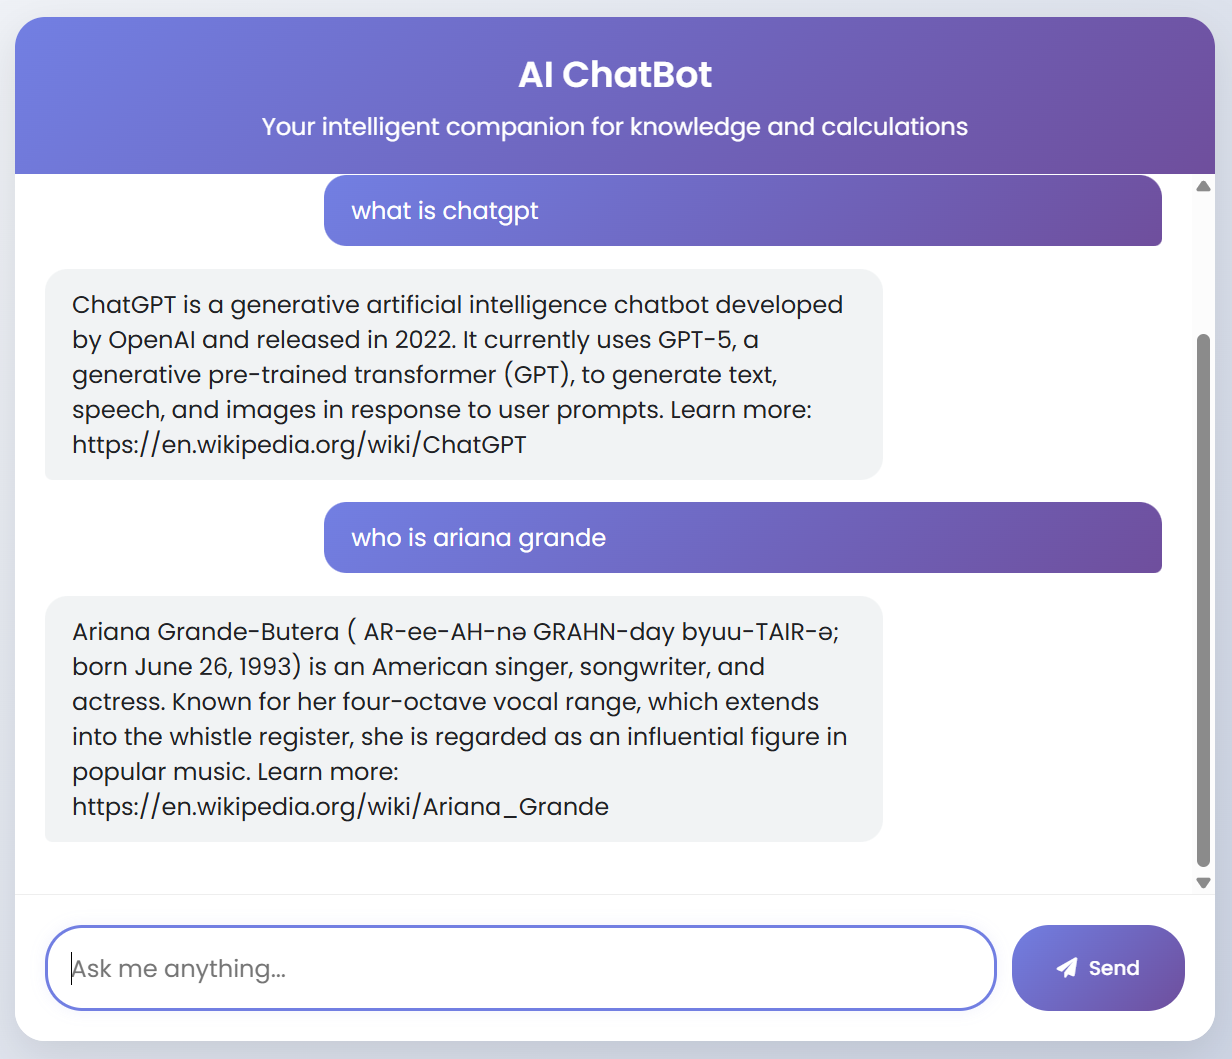 AI ChatBot
Your intelligent companion for knowledge and calculations
what is chatgpt
ChatGPT is a generative artificial intelligence chatbot developed
by OpenAI and released in 2022. It currently uses GPT-5, a
generative pre-trained transformer (GPT), to generate text,
speech, and images in response to user prompts. Learn more:
https://en.wikipedia.org/wiki/ChatGPT
who is ariana grande
Ariana Grande-Butera ( AR-ee-AH-nə GRAHN-day byuu-TAIR-ə;
born June 26, 1993) is an American singer, songwriter, and
actress. Known for her four-octave vocal range, which extends
into the whistle register, she is regarded as an influential figure in
popular music. Learn more:
https://en.wikipedia.org/wiki/Ariana_Grande
Ask me anything...
Send